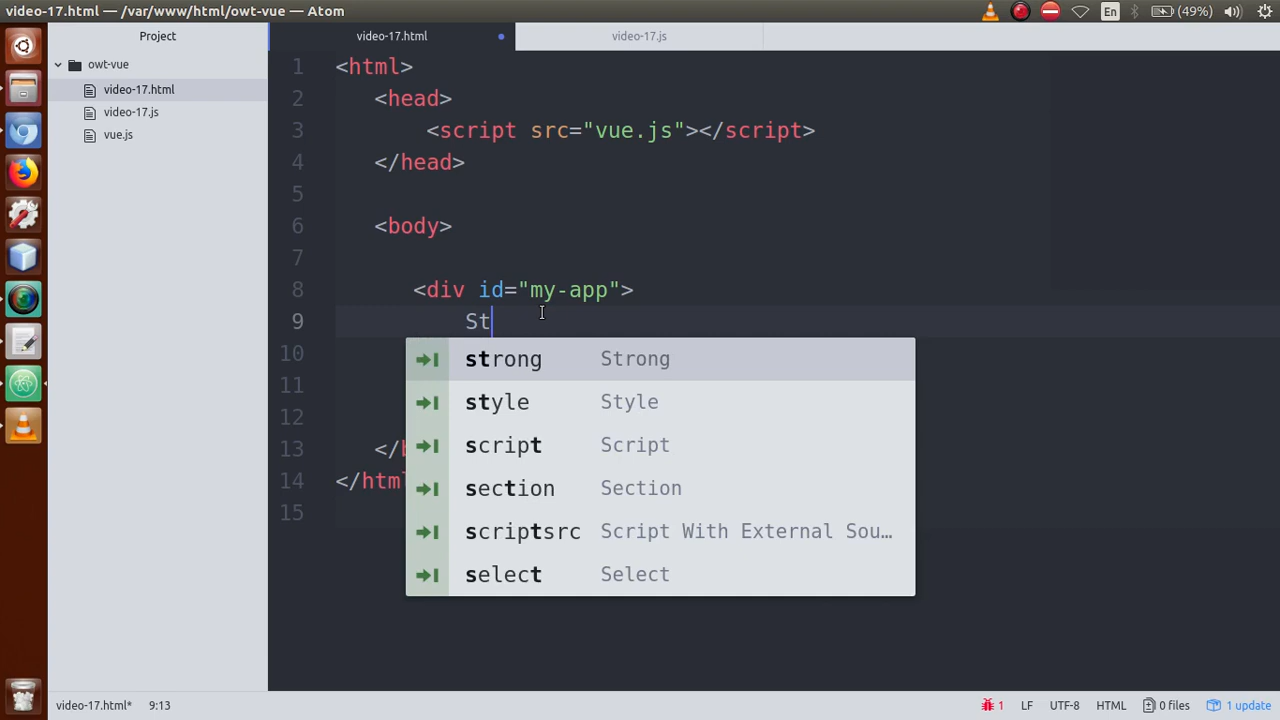 video-17.html — /var/www/html/owt-vue — Atom
En
(49%)
Project
video-17.html
video-17.js
owt-vue
video-17.html
video-17.js
vue.js
1 <html>
2 <head>
3 <script src="vue.js"></script>
4 </head>
5
6 <body>
7
8 <div id="my-app">
9 St
10
11
12
13 </
14 </htm
15
strong Strong
style Style
script Script
section Section
scriptsrc Script With External Sou…
select Select
video-17.html* 9:13
1 LF UTF-8 HTML 0 files 1 update